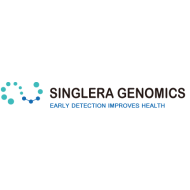 SINGLERA GENOMICS
EARLY DETECTION IMPROVES HEALTH